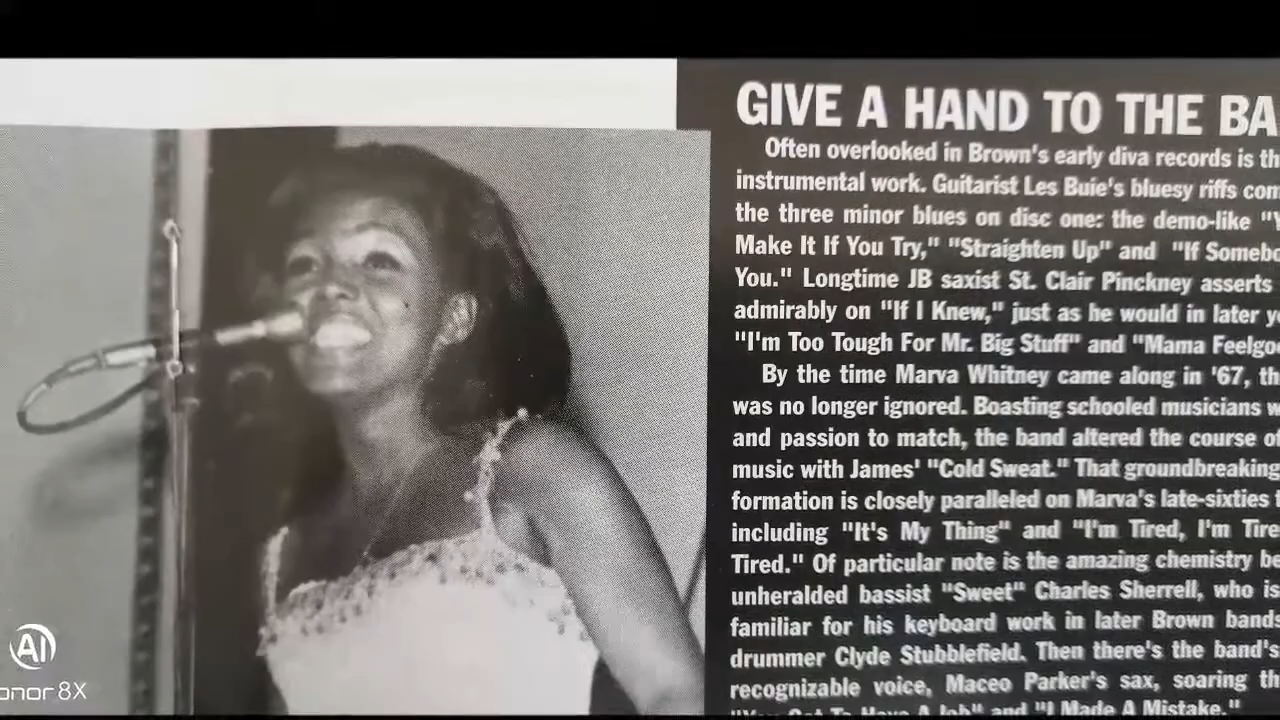 GIVE A HAND TO THE BA
Often overlooked in Brown's early diva records is th
instrumental work. Guitarist Les Buie's bluesy riffs com
the three minor blues on disc one: the demo-like "Y
Make It If You Try," "Straighten Up" and "If Somebo
You." Longtime JB saxist St. Clair Pinckney asserts
admirably on "If I Knew," just as he would in later ye
"I'm Too Tough For Mr. Big Stuff" and "Mama Feelgoo
By the time Marva Whitney came along in '67, th
was no longer ignored. Boasting schooled musicians w
and passion to match, the band altered the course of
music with James' "Cold Sweat." That groundbreaking
formation is closely paralleled on Marva's late-sixties t
including "It's My Thing" and "I'm Tired, I'm Tire
Tired." Of particular note is the amazing chemistry be
unheralded bassist "Sweet" Charles Sherrell, who is
familiar for his keyboard work in later Brown bands
drummer Clyde Stubblefield. Then there's the band's
recognizable voice, Maceo Parker's sax, soaring th
"You Got To Have A Job" and "I Made A Mistake."
AI
onor 8X